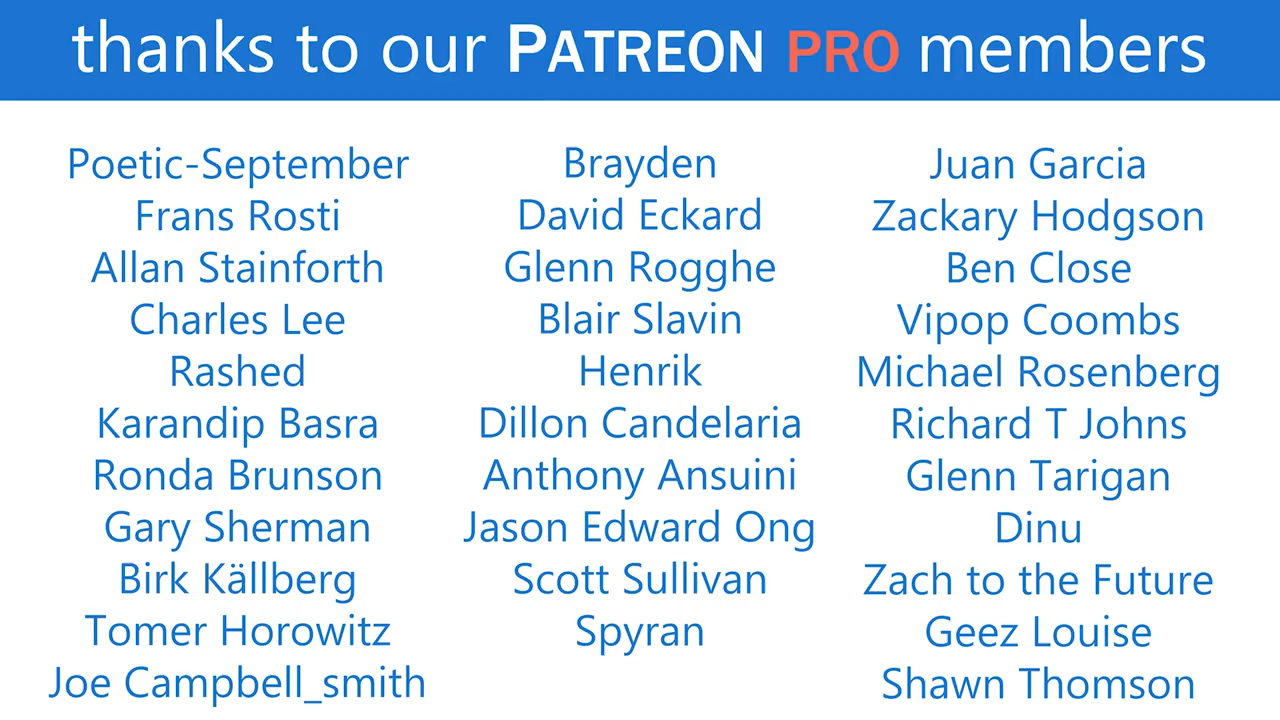 thanks to our PATREON PRO members
Poetic-September
Frans Rosti
Allan Stainforth
Charles Lee
Rashed
Karandip Basra
Ronda Brunson
Gary Sherman
Birk Källberg
Tomer Horowitz
Joe Campbell_smith
Brayden
David Eckard
Glenn Rogghe
Blair Slavin
Henrik
Dillon Candelaria
Anthony Ansuini
Jason Edward Ong
Scott Sullivan
Spyran
Juan Garcia
Zackary Hodgson
Ben Close
Vipop Coombs
Michael Rosenberg
Richard T Johns
Glenn Tarigan
Dinu
Zach to the Future
Geez Louise
Shawn Thomson